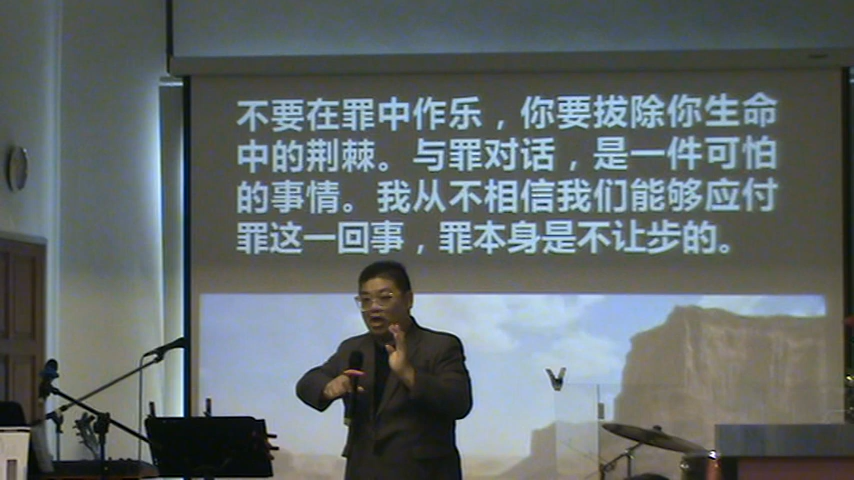 不要在罪中作乐，你要拔除你生命
中的荆棘。与罪对话，是一件可怕
的事情。我从不相信我们能够应付
罪这一回事，罪本身是不让步的。